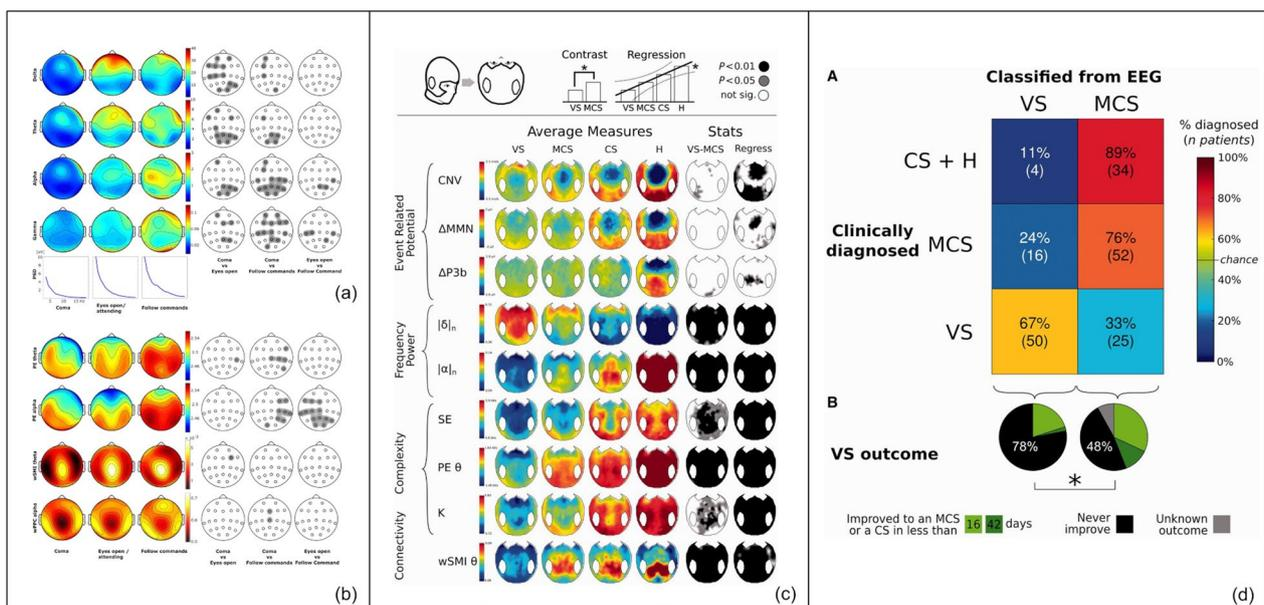 Delta
Theta
Alpha
Gamma
PSD
5 10 15 Hz
Coma
Eyes open/
attending
Follow commands
Coma
vs
Eyes open
Coma
vs
Follow Commands
Eyes open
vs
Follow commands
(a)
PE theta
PE alpha
wSMI theta
wPPC alpha
Coma
Eyes open /
attending
Follow commands
Coma
vs
Eyes open
Coma
vs
Follow commands
Eyes open
vs
Follow Command
(b)
Contrast
Regression
*
*
VS MCS
VS MCS CS H
P<0.01
P<0.05
not sig.
Average Measures
Stats
VS
MCS
CS
H
VS-MCS
Regress
Event Related
Potential
CNV
ΔMMN
ΔP3b
Frequency
Power
|δ|n
|α|n
Complexity
SE
PE θ
K
Connectivity
wSMI θ
(c)
A
Classified from EEG
VS
MCS
Clinically
diagnosed
CS + H
11%
(4)
89%
(34)
MCS
24%
(16)
76%
(52)
VS
67%
(50)
33%
(25)
% diagnosed
(n patients)
100%
80%
60%
chance
40%
20%
0%
B
VS outcome
78%
48%
*
Improved to an MCS
or a CS in less than
16 42 days
Never
improve
Unknown
outcome
(d)